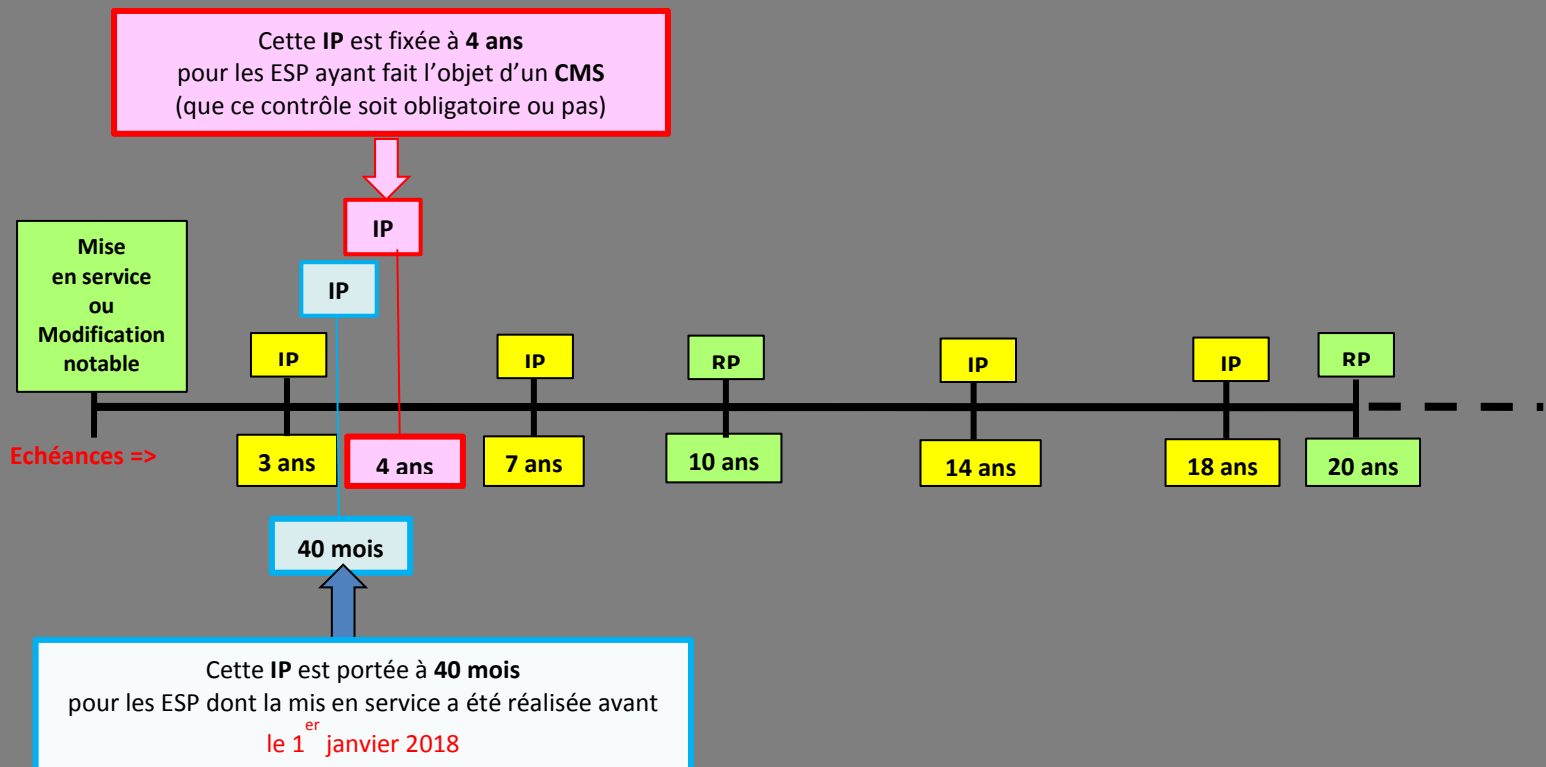 Cette IP est fixée à 4 ans
pour les ESP ayant fait l'objet d'un CMS
(que ce contrôle soit obligatoire ou pas)
IP
Mise
en service
ou
Modification
notable
IP
IP
IP
RP
IP
IP
RP
Echéances =>
3 ans
4 ans
7 ans
10 ans
14 ans
18 ans
20 ans
40 mois
Cette IP est portée à 40 mois
pour les ESP dont la mis en service a été réalisée avant
le 1er janvier 2018